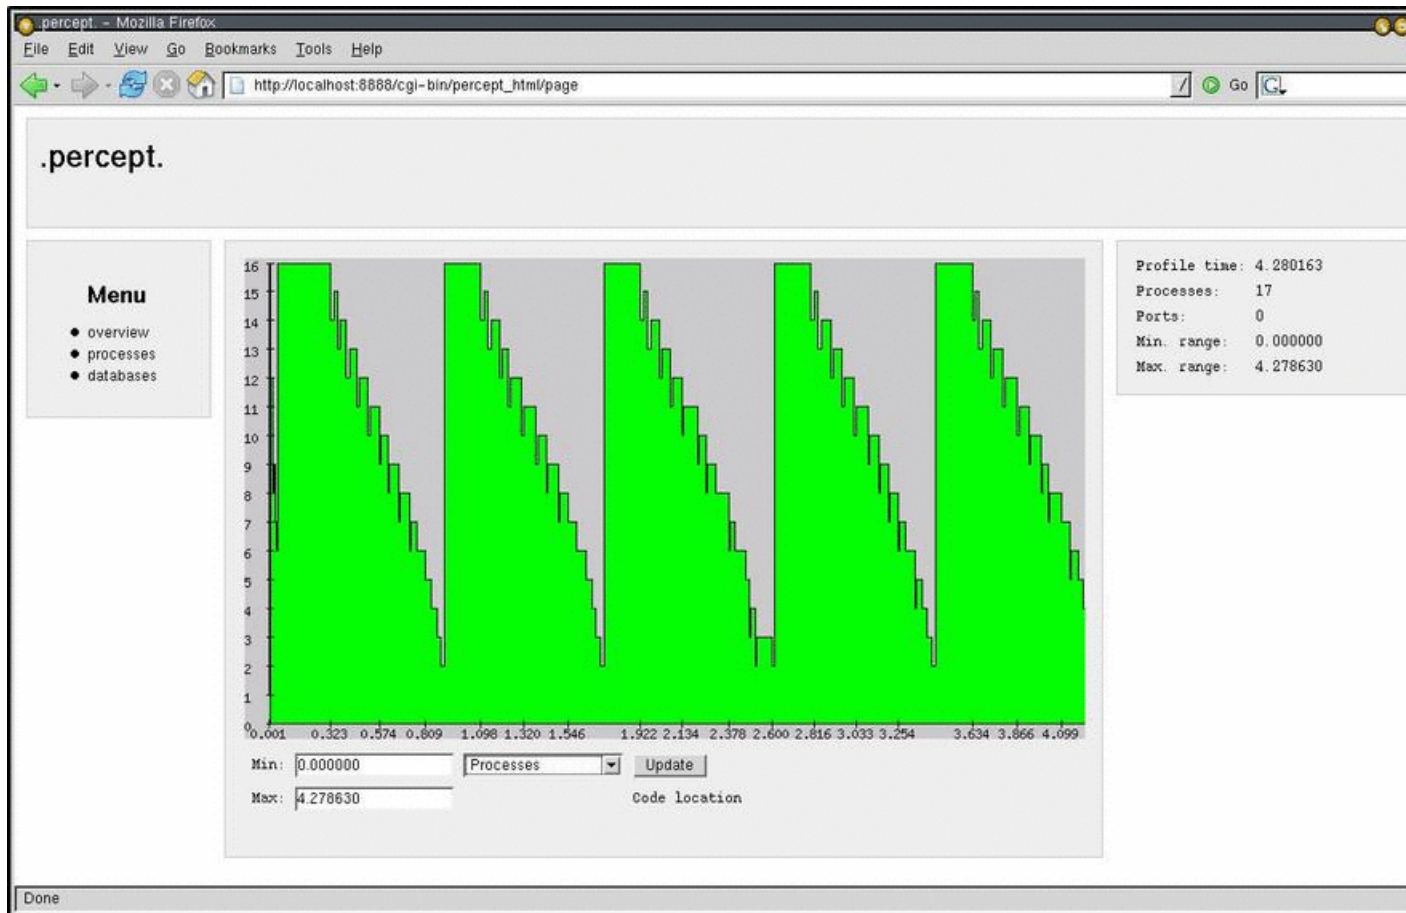 .percept. - Mozilla Firefox
File Edit View Go Bookmarks Tools Help
http://localhost:8888/cgi-bin/percept_html/page Go G
.percept.
Menu
overview
processes
databases
16
15
14
13
12
11
10
9
8
7
6
5
4
3
2
1
0
0.001 0.323 0.574 0.809 1.098 1.320 1.546 1.922 2.134 2.378 2.600 2.816 3.033 3.254 3.634 3.866 4.099
Min: 0.000000 Processes Update
Max: 4.278630 Code location
Profile time: 4.280163
Processes: 17
Ports: 0
Min. range: 0.000000
Max. range: 4.278630
Done